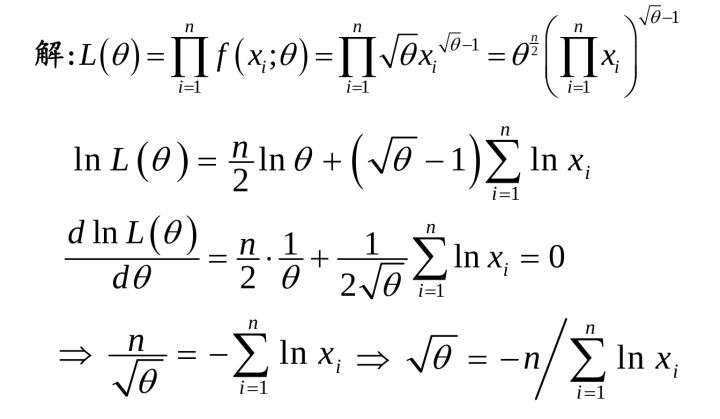 解:L(θ) = ∏_{i=1}^{n} f(x_i;θ) = ∏_{i=1}^{n} √θ x_i^{√θ−1} = θ^{n/2} (∏_{i=1}^{n} x_i)^{√θ−1}
ln L(θ) = n/2 ln θ + (√θ − 1) ∑_{i=1}^{n} ln x_i
d ln L(θ)/dθ = n/2 · 1/θ + 1/(2√θ) ∑_{i=1}^{n} ln x_i = 0
⇒ n/√θ = −∑_{i=1}^{n} ln x_i ⇒ √θ = −n/∑_{i=1}^{n} ln x_i